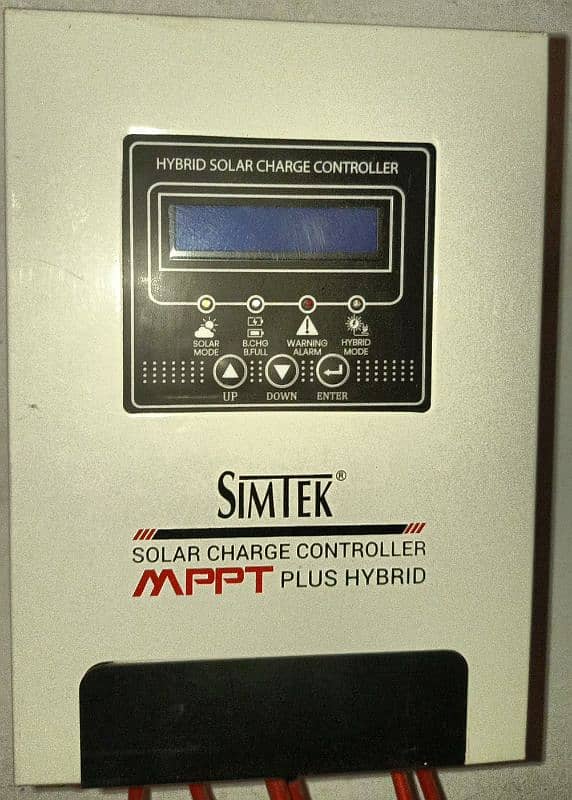 HYBRID SOLAR CHARGE CONTROLLER
SOLAR MODE
B.CHG B.FULL
WARNING ALARM
HYBRID MODE
UP DOWN ENTER
SIMTEK®
SOLAR CHARGE CONTROLLER
MPPT PLUS HYBRID